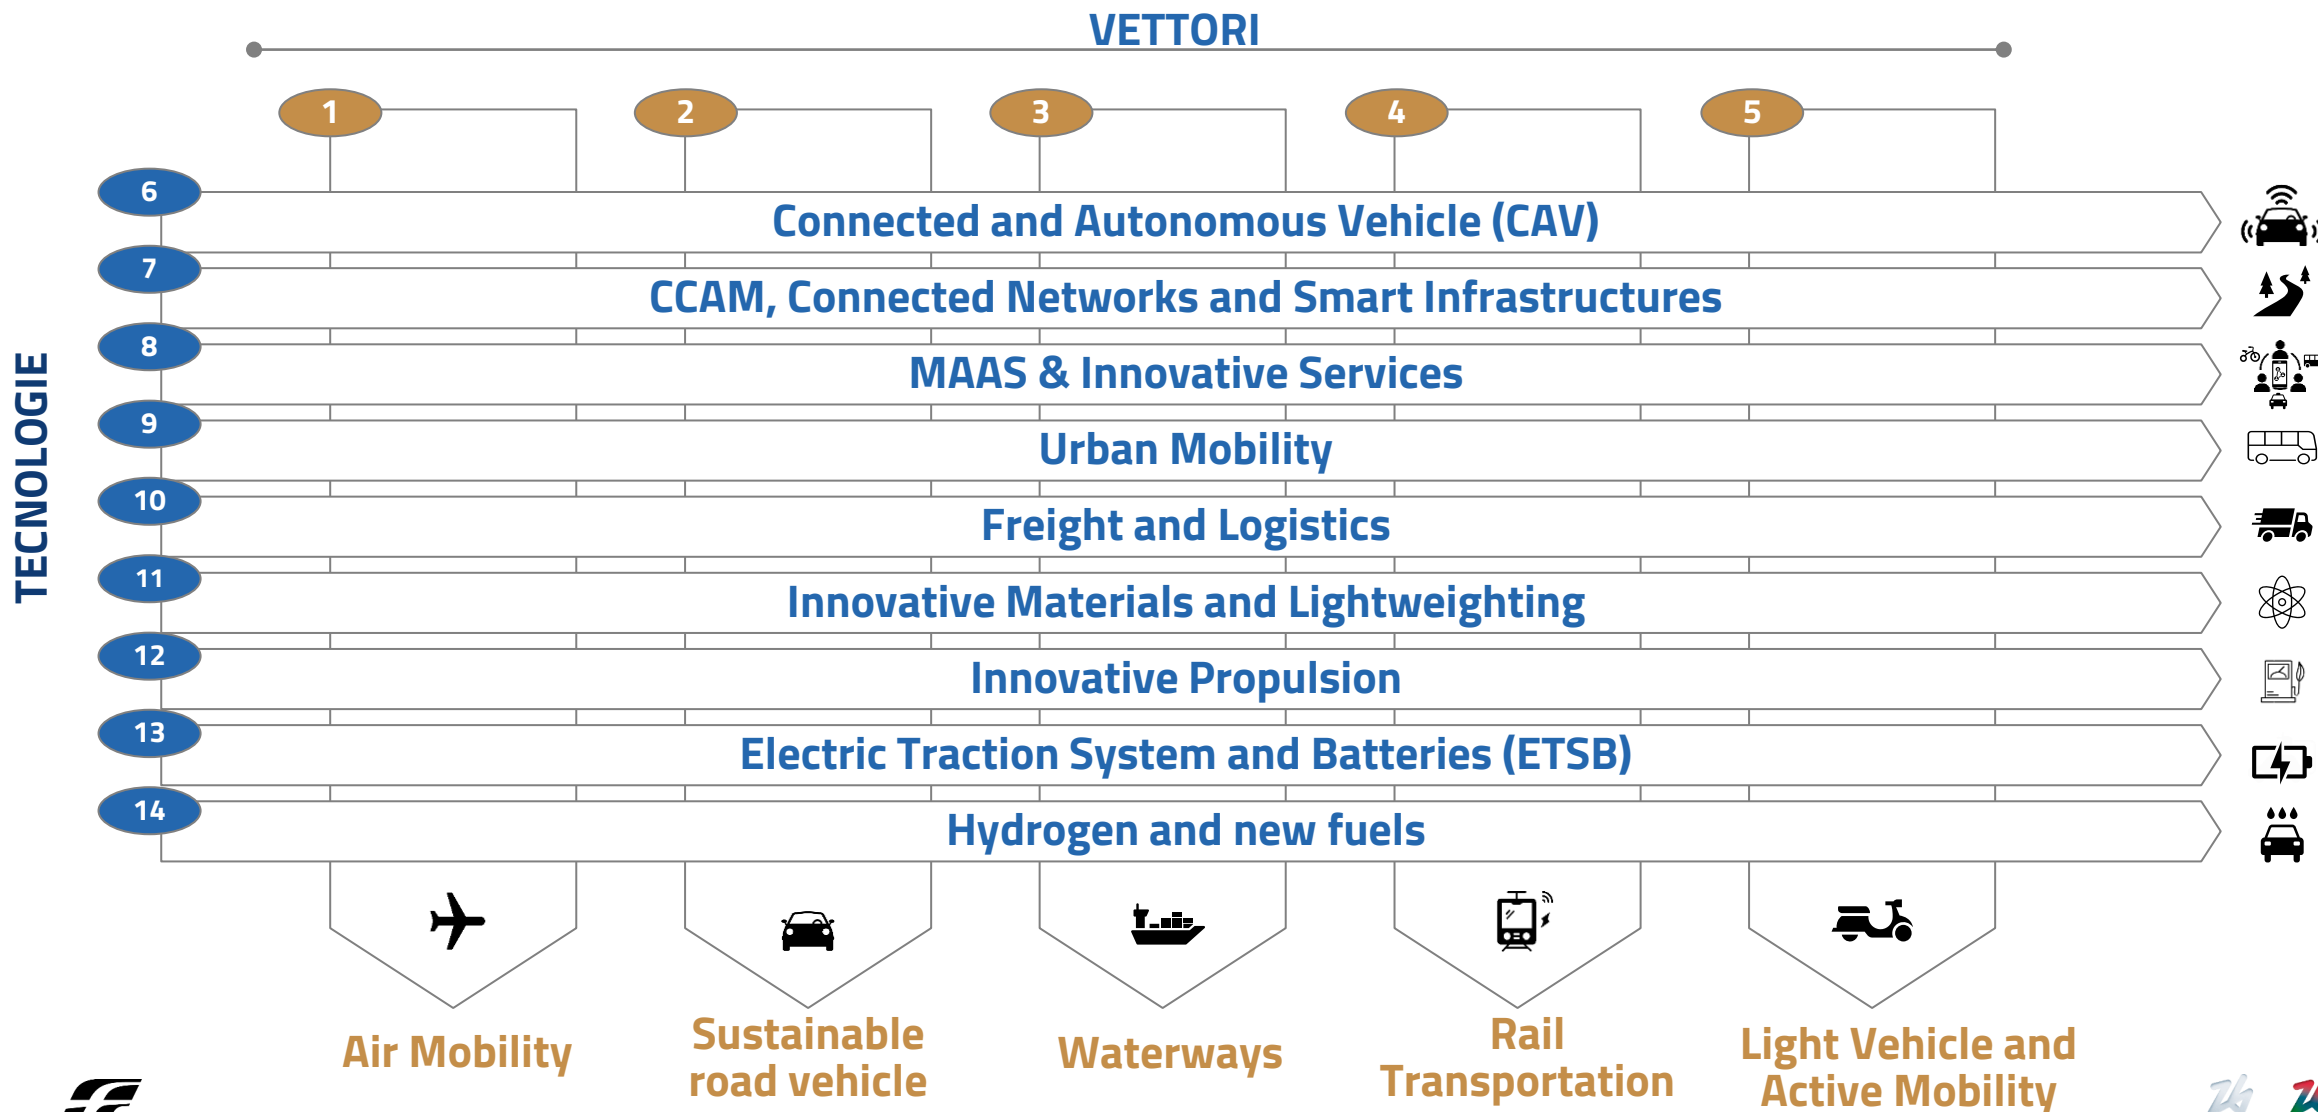 VETTORI
1
2
3
4
5
TECNOLOGIE
6
Connected and Autonomous Vehicle (CAV)
7
CCAM, Connected Networks and Smart Infrastructures
8
MAAS & Innovative Services
9
Urban Mobility
10
Freight and Logistics
11
Innovative Materials and Lightweighting
12
Innovative Propulsion
13
Electric Traction System and Batteries (ETSB)
14
Hydrogen and new fuels
Air Mobility
Sustainable
road vehicle
Waterways
Rail
Transportation
Light Vehicle and
Active Mobility